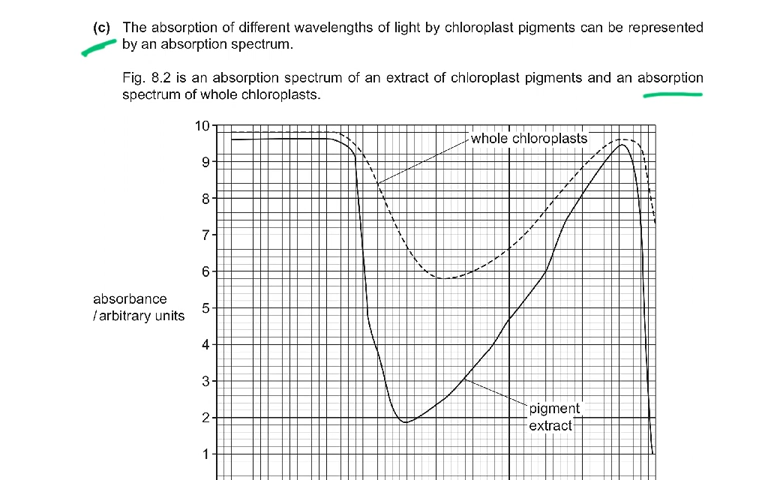 (c) The absorption of different wavelengths of light by chloroplast pigments can be represented
by an absorption spectrum.
Fig. 8.2 is an absorption spectrum of an extract of chloroplast pigments and an absorption
spectrum of whole chloroplasts.
10
whole chloroplasts
9
8
7
6
absorbance
/ arbitrary units
5
4
3
pigment
extract
2
1